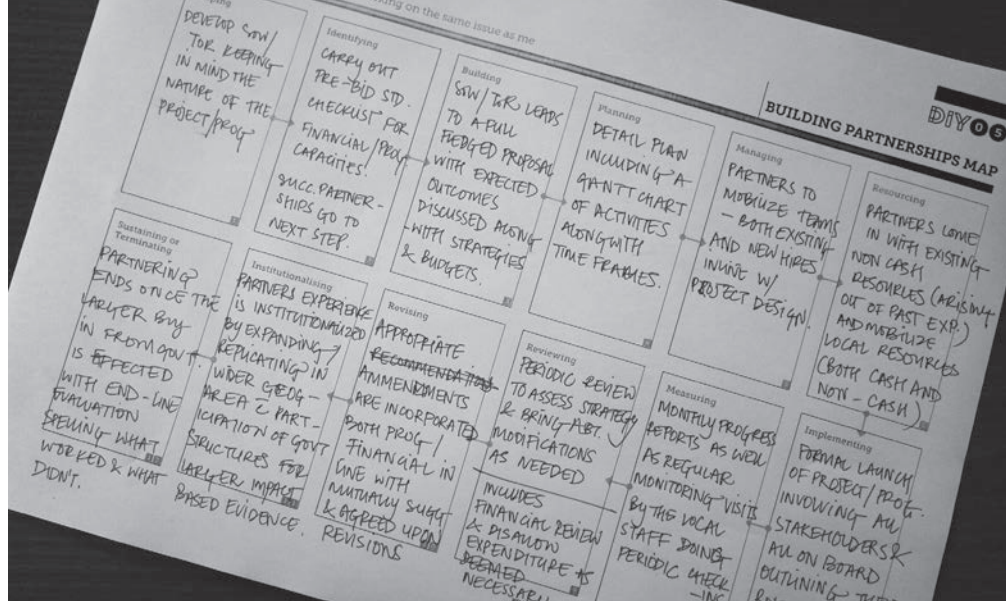 king on the same issue as me
BUILDING PARTNERSHIPS MAP
DIY05
DEVELOP SOW/
TOR KEEPING
IN MIND THE
NATURE OF THE
PROJECT/PROG
Identifying
CARRY OUT
PRE-BID STD.
CHECKLIST FOR
FINANCIAL/PROG
CAPACITIES.
SUCC. PARTNER-
SHIPS GO TO
NEXT STEP.
Building
SOW/TOR LEADS
TO A FULL
FLEDGED PROPOSAL
WITH EXPECTED
OUTCOMES
DISCUSSED ALONG
WITH STRATEGIES
& BUDGETS.
Planning
DETAIL PLAN
INCLUDING A
GANTT CHART
OF ACTIVITIES
ALONGWITH
TIME FRAMES.
Managing
PARTNERS TO
MOBILIZE TEAMS
- BOTH EXISTING
AND NEW HIRES
INLINE W/
PROJECT DESIGN.
Resourcing
PARTNERS COME
IN WITH EXISTING
NON CASH
RESOURCES (ARISING
OUT OF PAST EXP.)
AND MOBILIZE
LOCAL RESOURCES
(BOTH CASH AND
NON-CASH)
Implementing
FORMAL LAUNCH
OF PROJECT/PROG.
INVOLVING ALL
STAKEHOLDERS &
ALL ON BOARD
OUTLINING
Measuring
MONTHLY PROGRESS
REPORTS AS WELL
AS REGULAR
MONITORING VISITS
BY THE LOCAL
STAFF DOING
PERIODIC CHECK
-INS
Reviewing
PERIODIC REVIEW
TO ASSESS STRATEGY
& BRING ABT.
MODIFICATIONS
AS NEEDED
INCLUDES
FINANCIAL REVIEW
& DISALLOW
EXPENDITURE AS
DEEMED
Revising
APPROPRIATE
RECOMMENDATIONS
AMMENDMENTS
ARE INCORPORATED
BOTH PROG/
FINANCIAL IN
LINE WITH
MUTUALLY SUGG
& AGREED UPON
REVISIONS
Institutionalising
PARTNERS EXPERIENCE
IS INSTITUTIONALIZED
BY EXPANDING/
REPLICATING IN
WIDER GEOG-
AREA C PART-
ICIPATION OF GOVT
STRUCTURES FOR
LARGER IMPACT
BASED EVIDENCE.
Sustaining or
Terminating
PARTNERING
ENDS ONCE THE
LARGER BUY
IN FROM GOVT.
IS EFFECTED
WITH END-LINE
EVALUATION
SPELLING WHAT
WORKED & WHAT
DIDN'T.